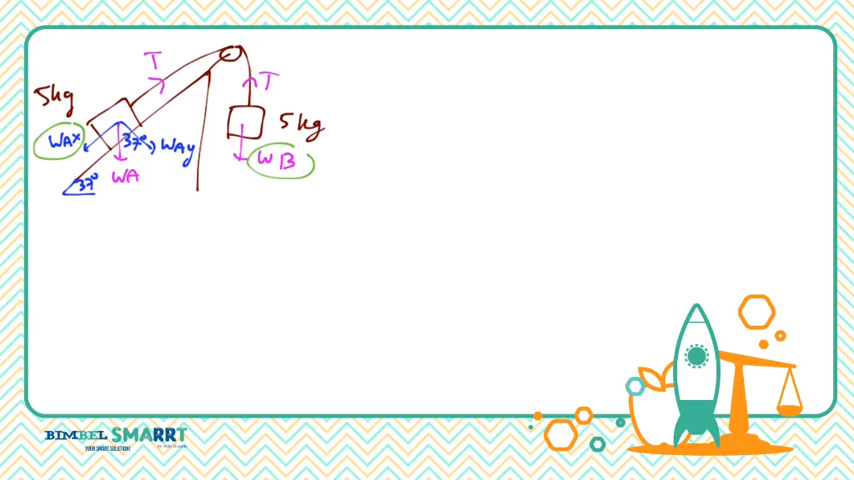 T
T
5kg
5kg
WAX
37°
WAY
WB
WA
37°
BIMBEL SMARRT
YOUR SMART SOLUTION!